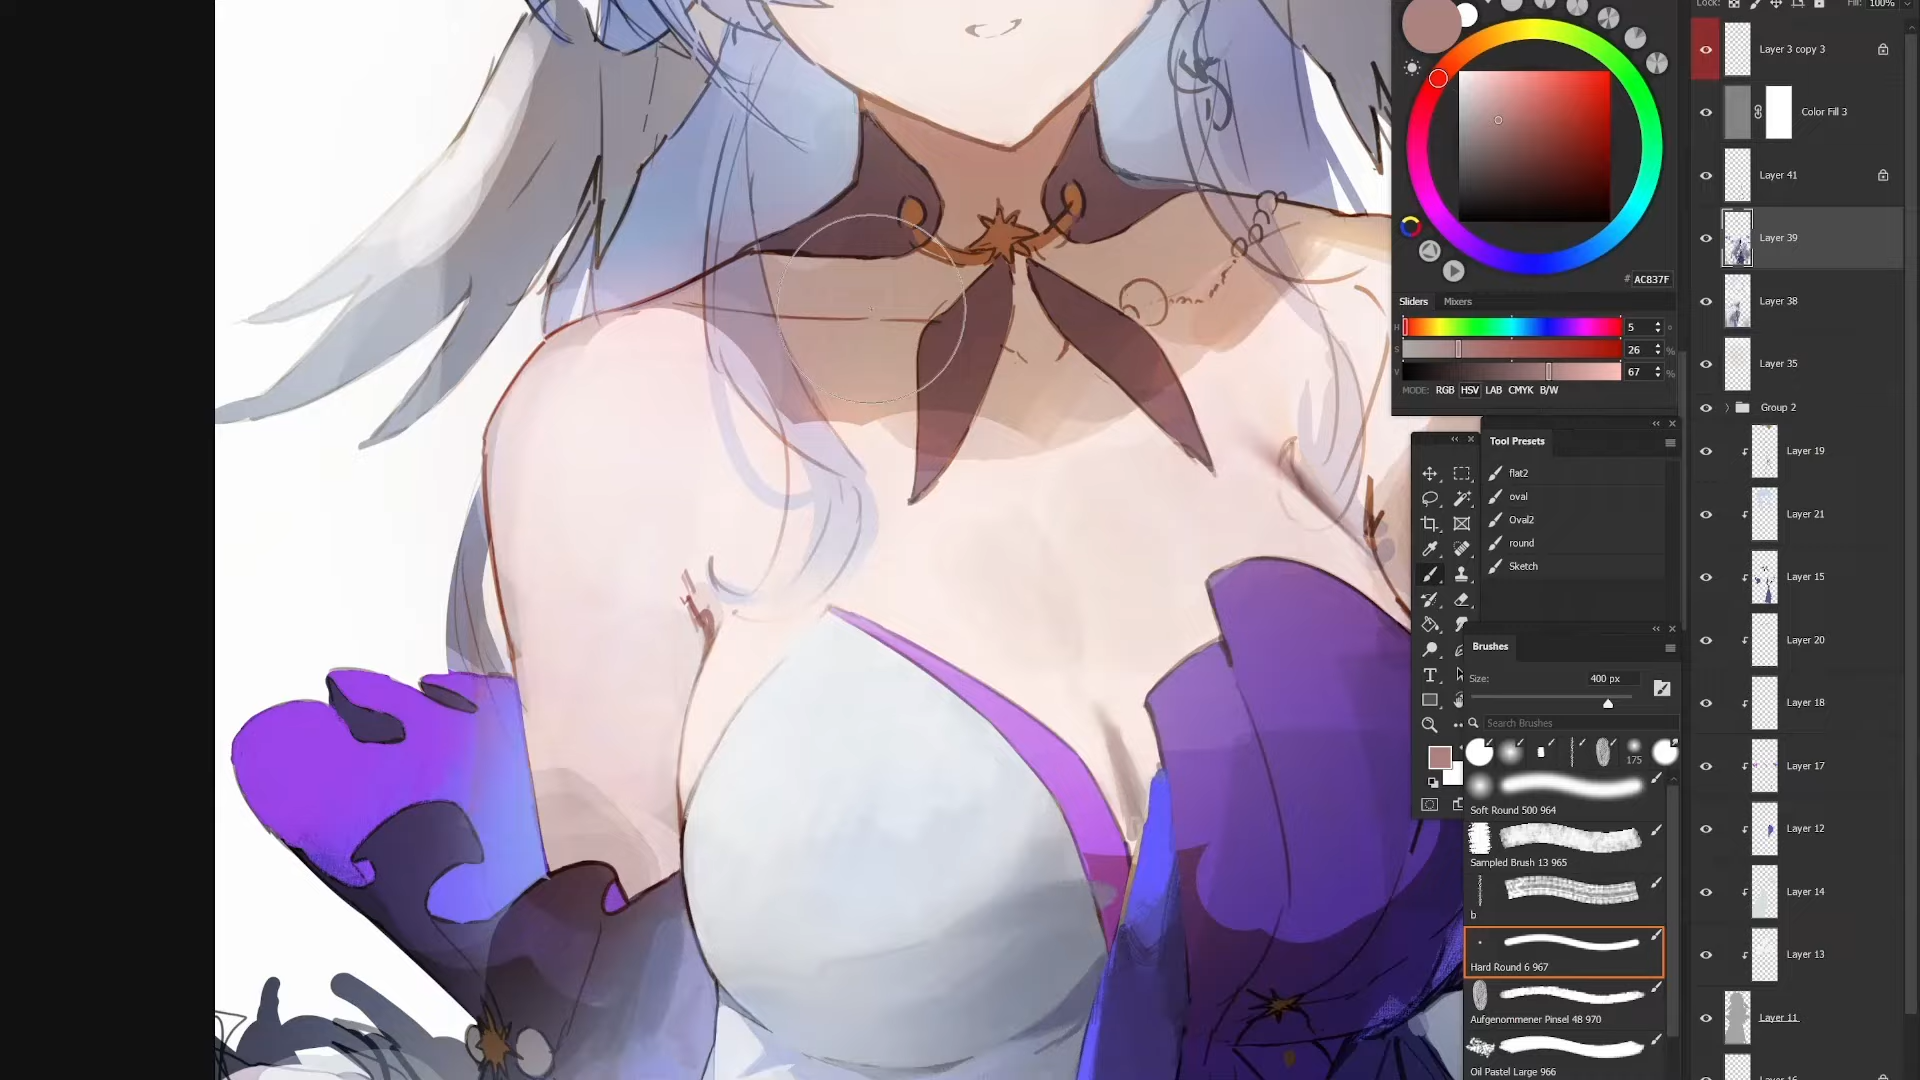 Lock:
Fill: 100%
Layer 3 copy 3
Color Fill 3
Layer 41
Layer 39
Layer 38
Layer 35
Group 2
Layer 19
Layer 21
Layer 15
Layer 20
Layer 18
Layer 17
Layer 12
Layer 14
Layer 13
Layer 11
# AC837F
Sliders Mixers
H 5 °
S 26 %
V 67 %
MODE: RGB HSV LAB CMYK B/W
Tool Presets
flat2
oval
Oval2
round
Sketch
Brushes
Size: 400 px
Search Brushes
175
Soft Round 500 964
Sampled Brush 13 965
b
Hard Round 6 967
Aufgenommener Pinsel 48 970
Oil Pastel Large 966